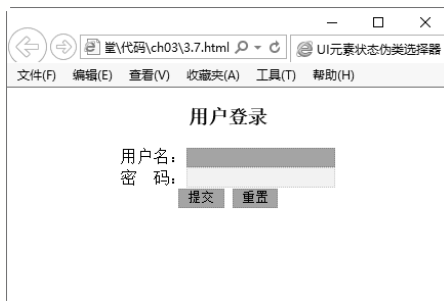 堂\代码\ch03\3.7.html
UI元素状态伪类选择器
文件(F) 编辑(E) 查看(V) 收藏夹(A) 工具(T) 帮助(H)
用户登录
用户名：
密 码：
提交 重置